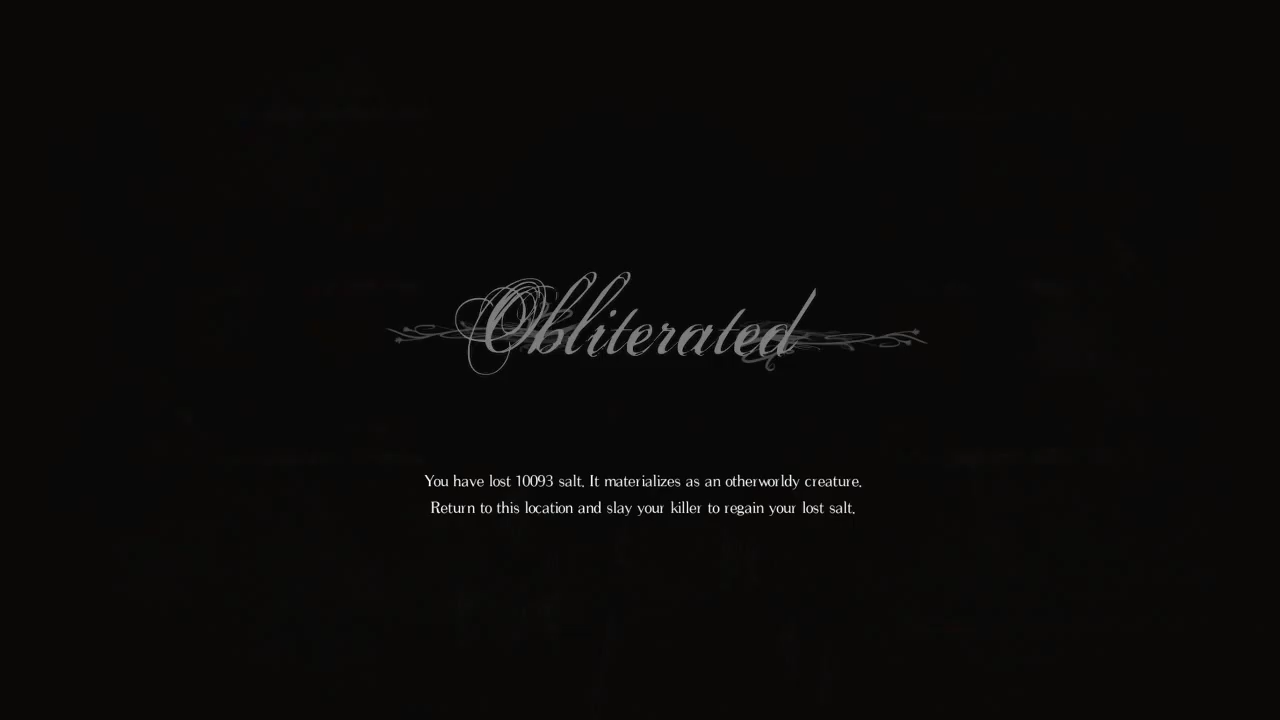 Obliterated
You have lost 10093 salt. It materializes as an otherworldy creature.
Return to this location and slay your killer to regain your lost salt.